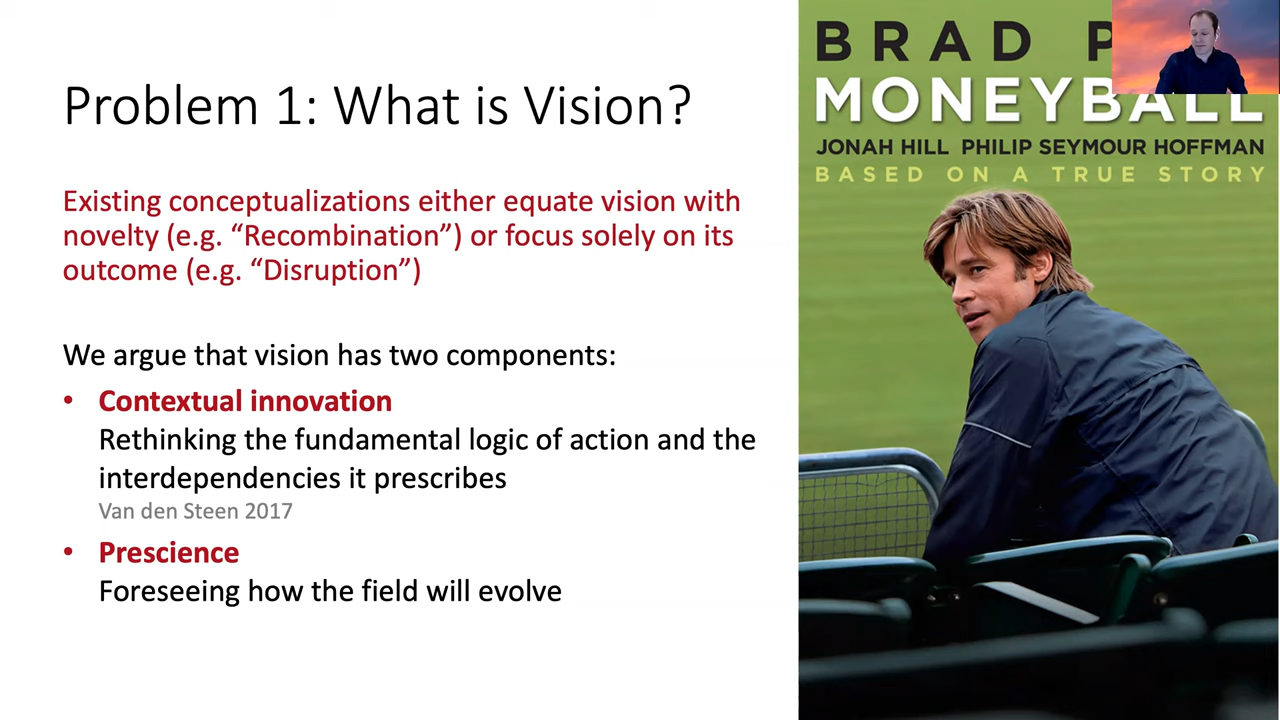 Problem 1: What is Vision?
Existing conceptualizations either equate vision with
novelty (e.g. “Recombination”) or focus solely on its
outcome (e.g. “Disruption”)
We argue that vision has two components:
• Contextual innovation
Rethinking the fundamental logic of action and the
interdependencies it prescribes
Van den Steen 2017
• Prescience
Foreseeing how the field will evolve
BRAD P
MONEYBALL
JONAH HILL PHILIP SEYMOUR HOFFMAN
BASED ON A TRUE STORY